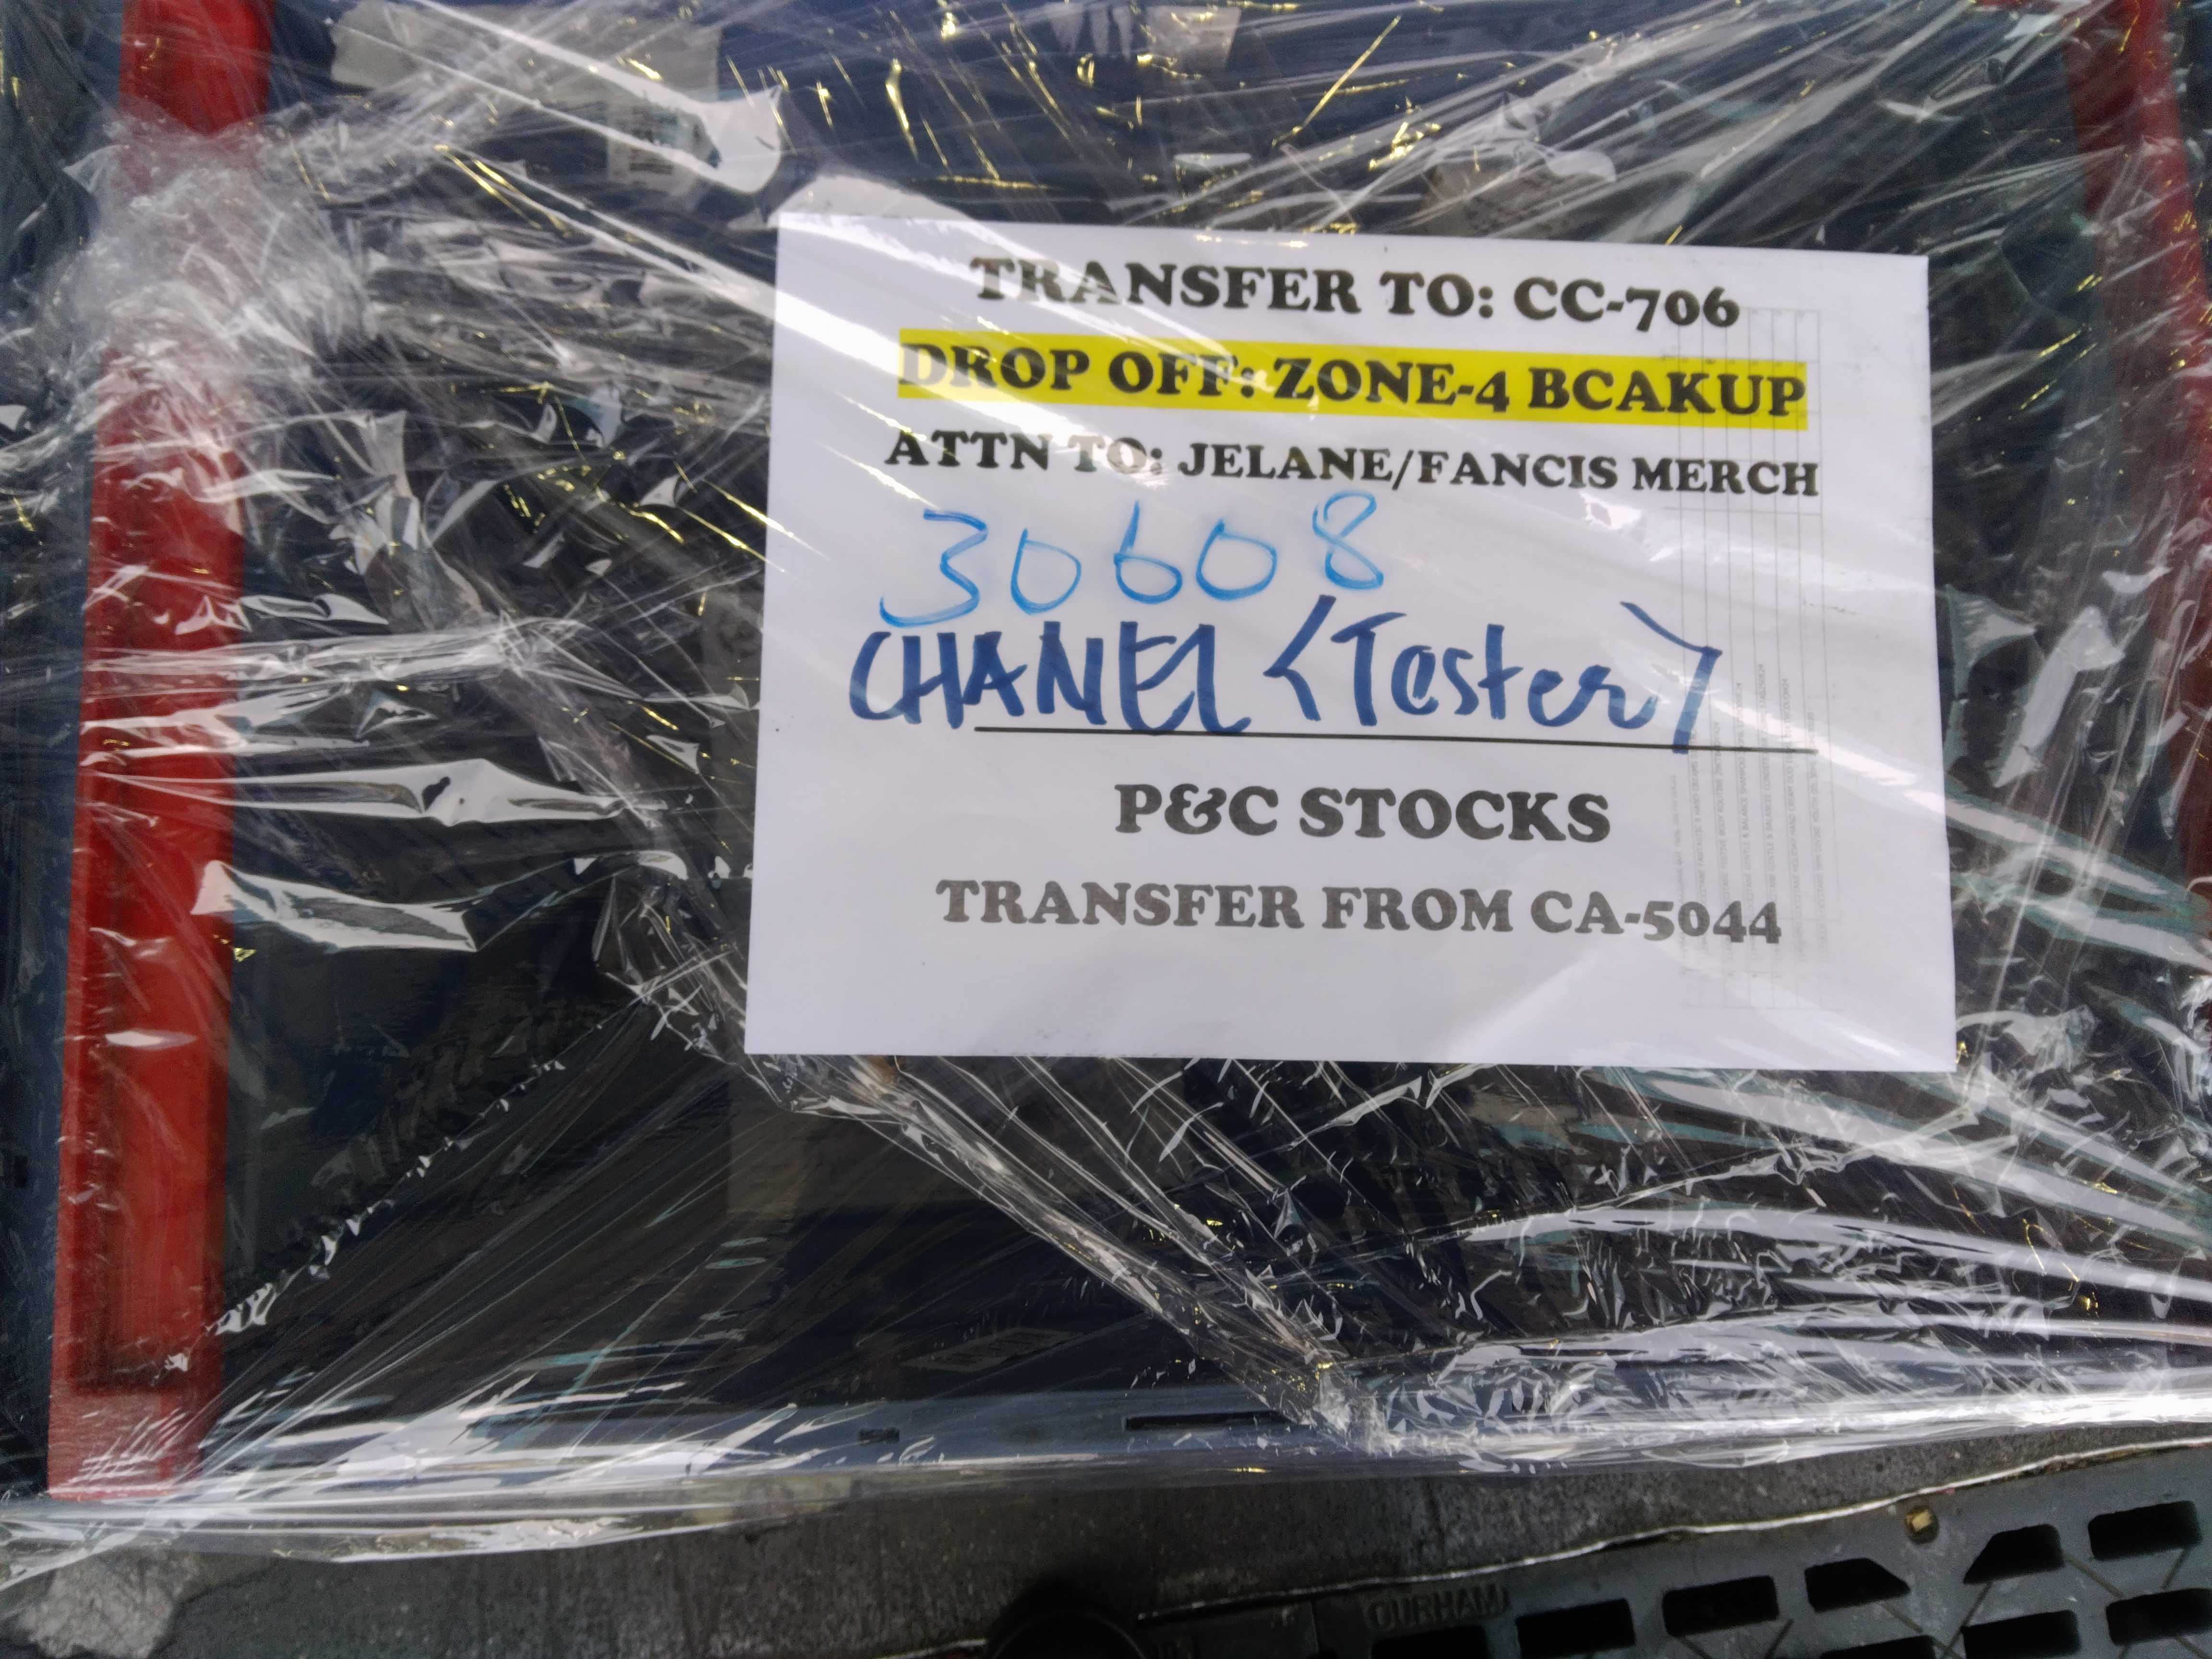 TRANSFER TO: CC-706
DROP OFF: ZONE-4 BCAKUP
ATTN TO: JELANE/FANCIS MERCH
30608
CHANEL (Tester)
P&C STOCKS
TRANSFER FROM CA-5044
DURHAM